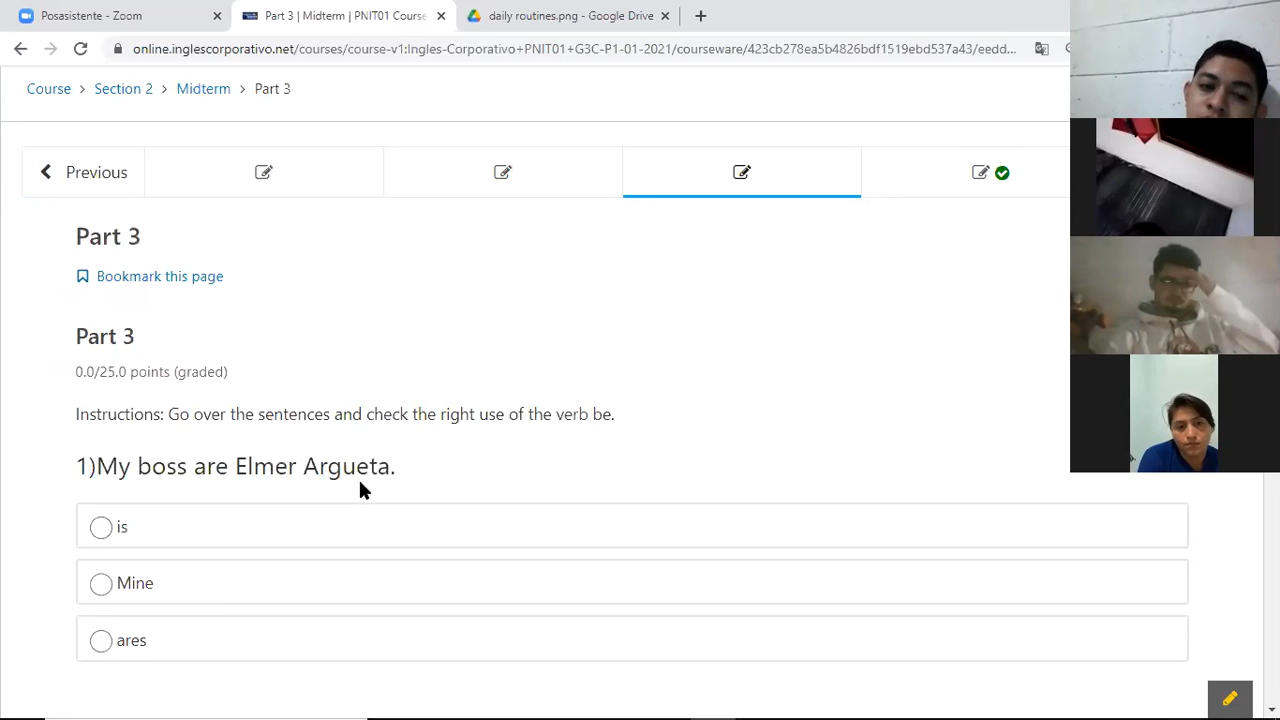 Posasistente - Zoom
Part 3 | Midterm | PNIT01 Course
daily routines.png - Google Drive
online.inglescorporativo.net/courses/course-v1:Ingles-Corporativo+PNIT01+G3C-P1-01-2021/courseware/423cb278ea5b4826bdf1519ebd537a43/eedd...
Course > Section 2 > Midterm > Part 3
Previous
Part 3
Bookmark this page
Part 3
0.0/25.0 points (graded)
Instructions: Go over the sentences and check the right use of the verb be.
1)My boss are Elmer Argueta.
is
Mine
ares